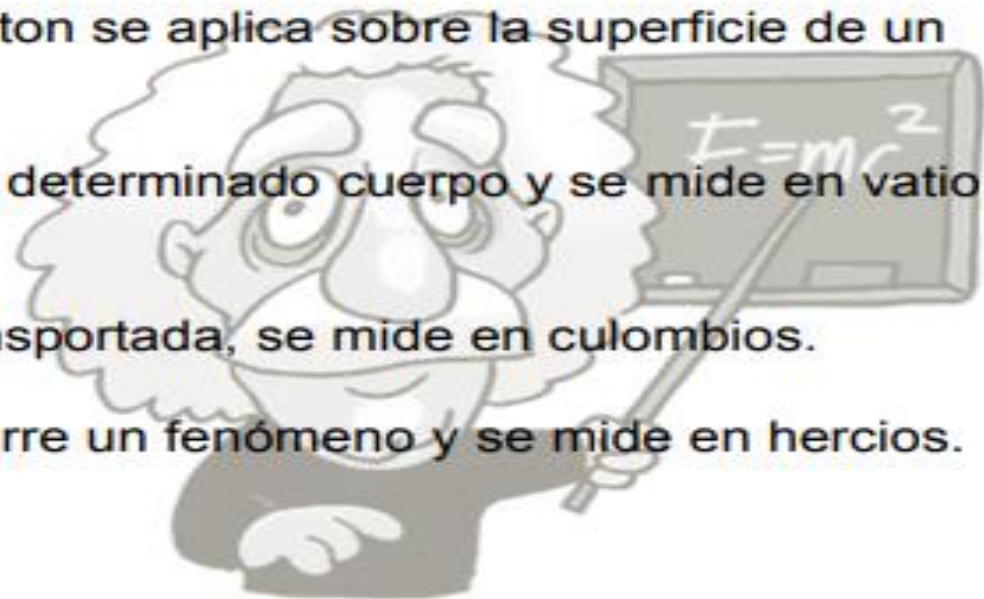 ton se aplica sobre la superficie de un
E=mc²
determinado cuerpo y se mide en vatio
sportada, se mide en culombios.
rre un fenómeno y se mide en hercios.